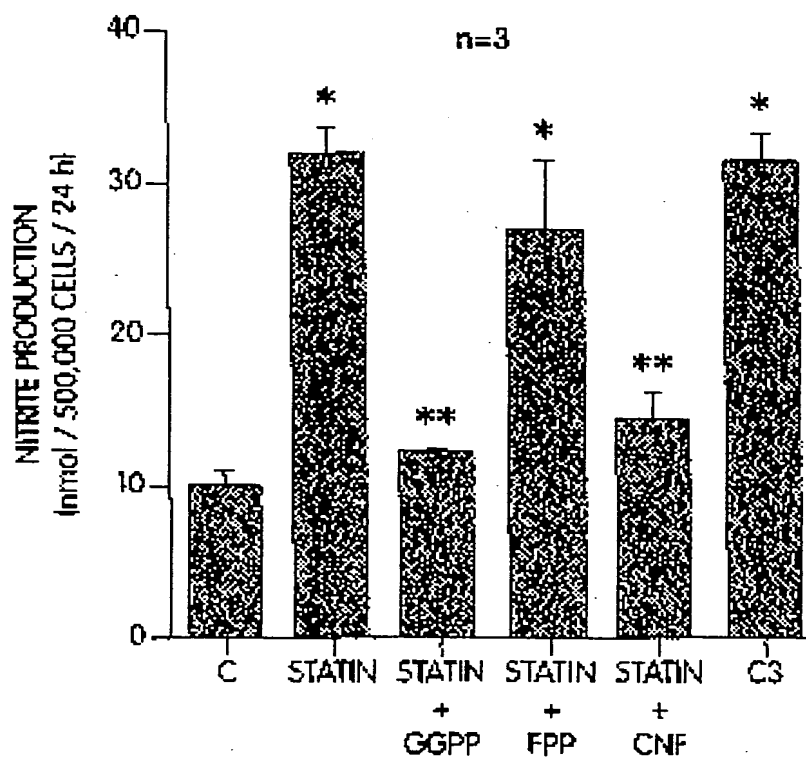 n=3
NITRITE PRODUCTION
(nmol / 500,000 CELLS / 24 h)
40
30
20
10
0
*
*
*
**
**
C
STATIN
STATIN
+
GGPP
STATIN
+
FPP
STATIN
+
CNF
C3